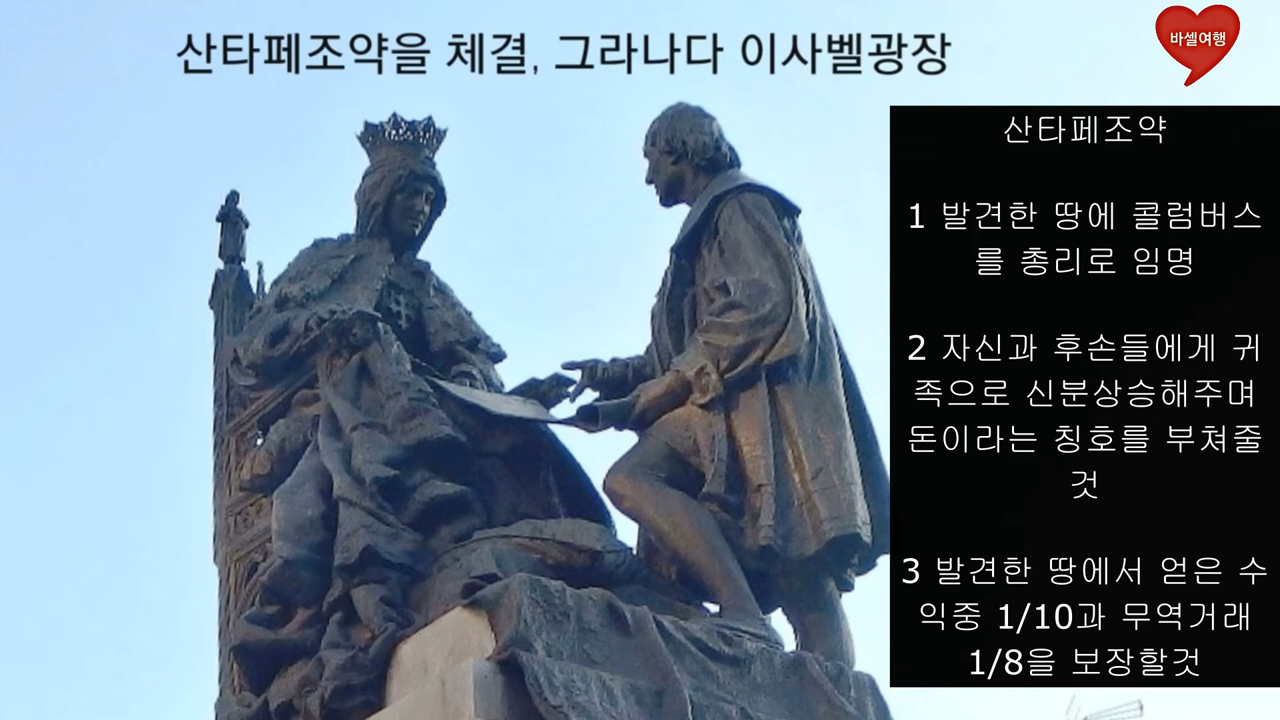 산타페조약을 체결, 그라나다 이사벨광장
바셀여행
산타페조약
1 발견한 땅에 콜럼버스
를 총리로 임명
2 자신과 후손들에게 귀
족으로 신분상승해주며
돈이라는 칭호를 부쳐줄
것
3 발견한 땅에서 얻은 수
익중 1/10과 무역거래
1/8을 보장할것